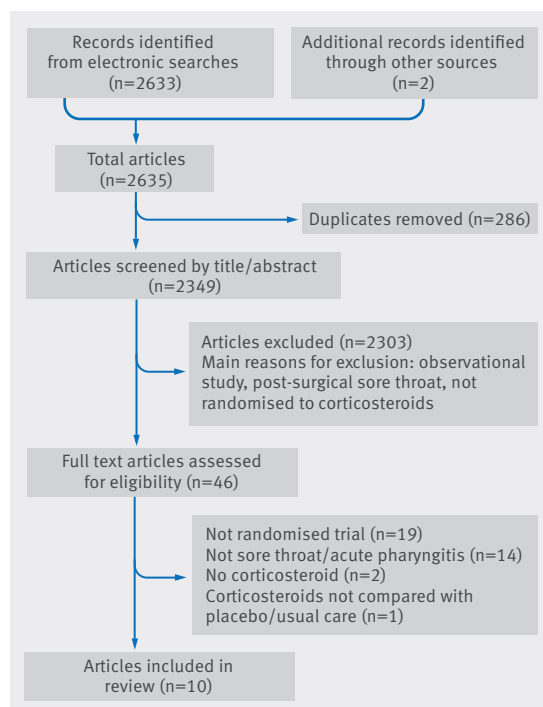 Records identified
from electronic searches
(n=2633)
Additional records identified
through other sources
(n=2)
Total articles
(n=2635)
Duplicates removed (n=286)
Articles screened by title/abstract
(n=2349)
Articles excluded (n=2303)
Main reasons for exclusion: observational
study, post-surgical sore throat, not
randomised to corticosteroids
Full text articles assessed
for eligibility (n=46)
Not randomised trial (n=19)
Not sore throat/acute pharyngitis (n=14)
No corticosteroid (n=2)
Corticosteroids not compared with
placebo/usual care (n=1)
Articles included in
review (n=10)